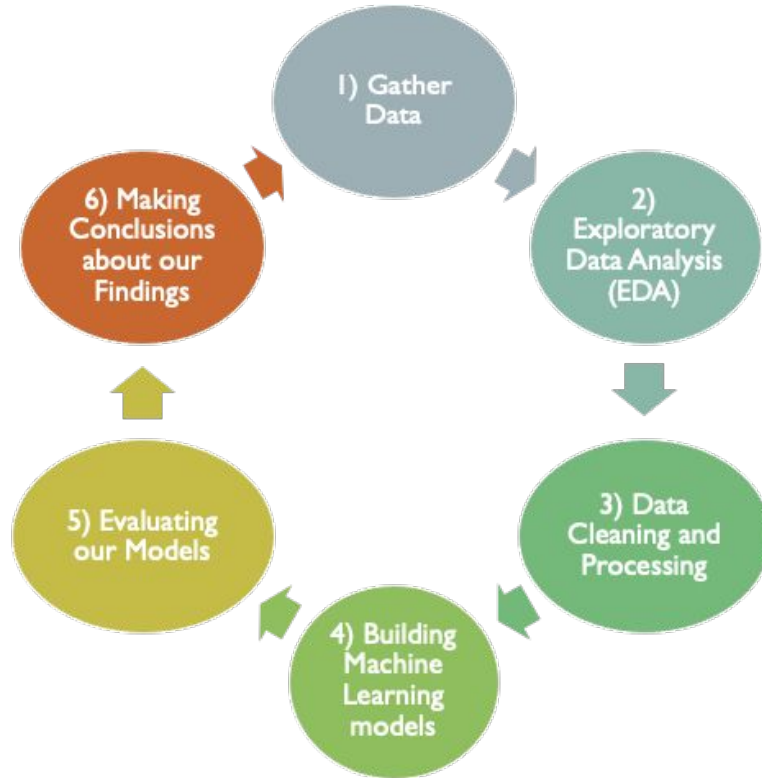 1) Gather
Data
2)
Exploratory
Data Analysis
(EDA)
3) Data
Cleaning and
Processing
4) Building
Machine
Learning
models
5) Evaluating
our Models
6) Making
Conclusions
about our
Findings